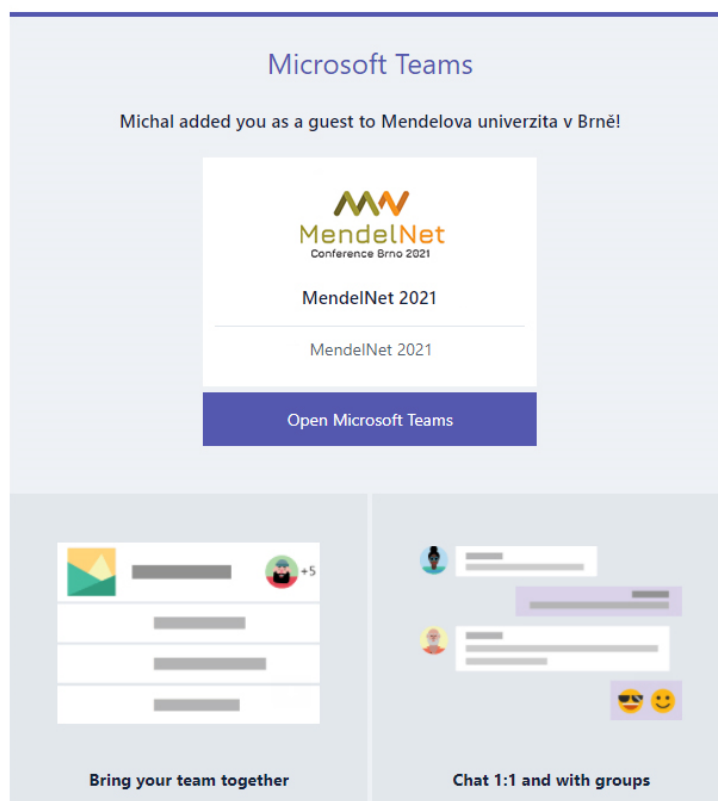 Microsoft Teams
Michal added you as a guest to Mendelova univerzita v Brně!
MendelNet
Conference Brno 2021
MendelNet 2021
MendelNet 2021
Open Microsoft Teams
+5
Bring your team together
Chat 1:1 and with groups